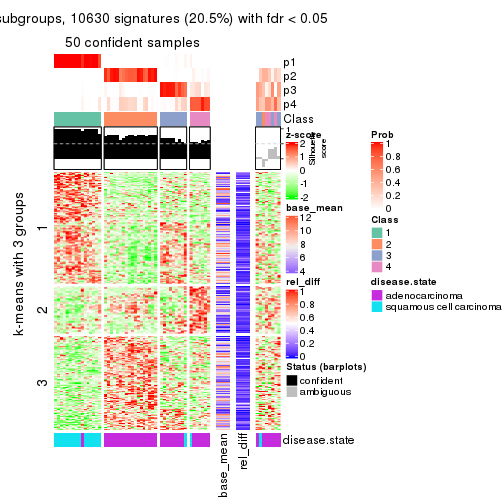 subgroups, 10630 signatures (20.5%) with fdr < 0.05
50 confident samples
p1
p2
p3
p4
Class
1
Silhouette
score
k-means with 3 groups
1
2
3
disease.state
base_mean
rel_diff
z-score
2
1
0
-1
-2
base_mean
12
10
8
6
4
rel_diff
1
0.8
0.6
0.4
0.2
0
Status (barplots)
confident
ambiguous
Prob
1
0.8
0.6
0.4
0.2
0
Class
1
2
3
4
disease.state
adenocarcinoma
squamous cell carcinoma